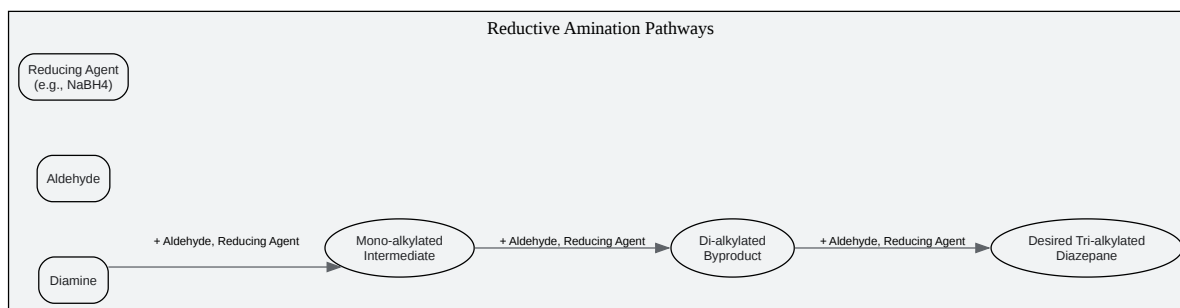 Reductive Amination Pathways
Reducing Agent
(e.g., NaBH4)
Aldehyde
Diamine
+ Aldehyde, Reducing Agent
Mono-alkylated
Intermediate
+ Aldehyde, Reducing Agent
Di-alkylated
Byproduct
+ Aldehyde, Reducing Agent
Desired Tri-alkylated
Diazepane